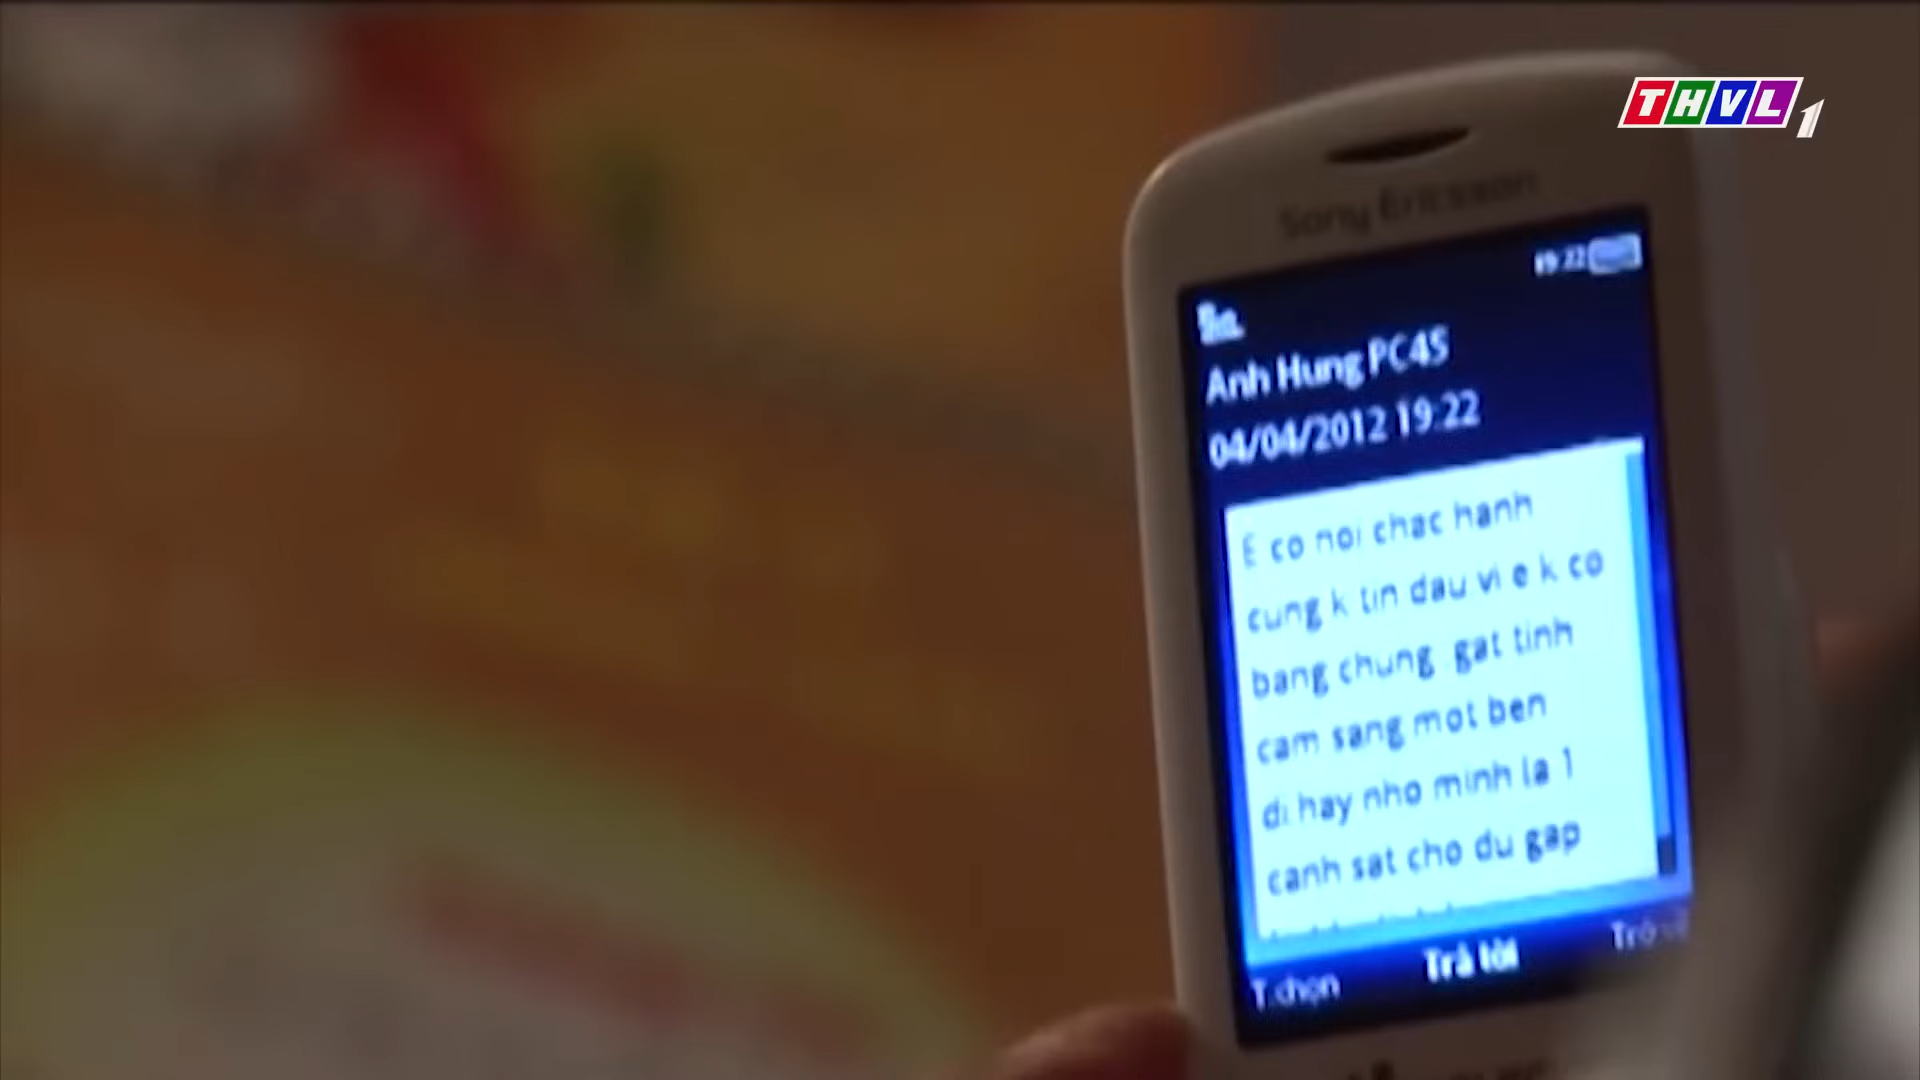 THVL1
Sony Ericsson
19:22
Anh Hung PC45
04/04/2012 19:22
E co noi chac hanh
cung k tin dau vi e k co
bang chung .gat tinh
cam sang mot ben
di hay nho minh la 1
canh sat cho du gap
T.chọn
Trả lời
Trở về